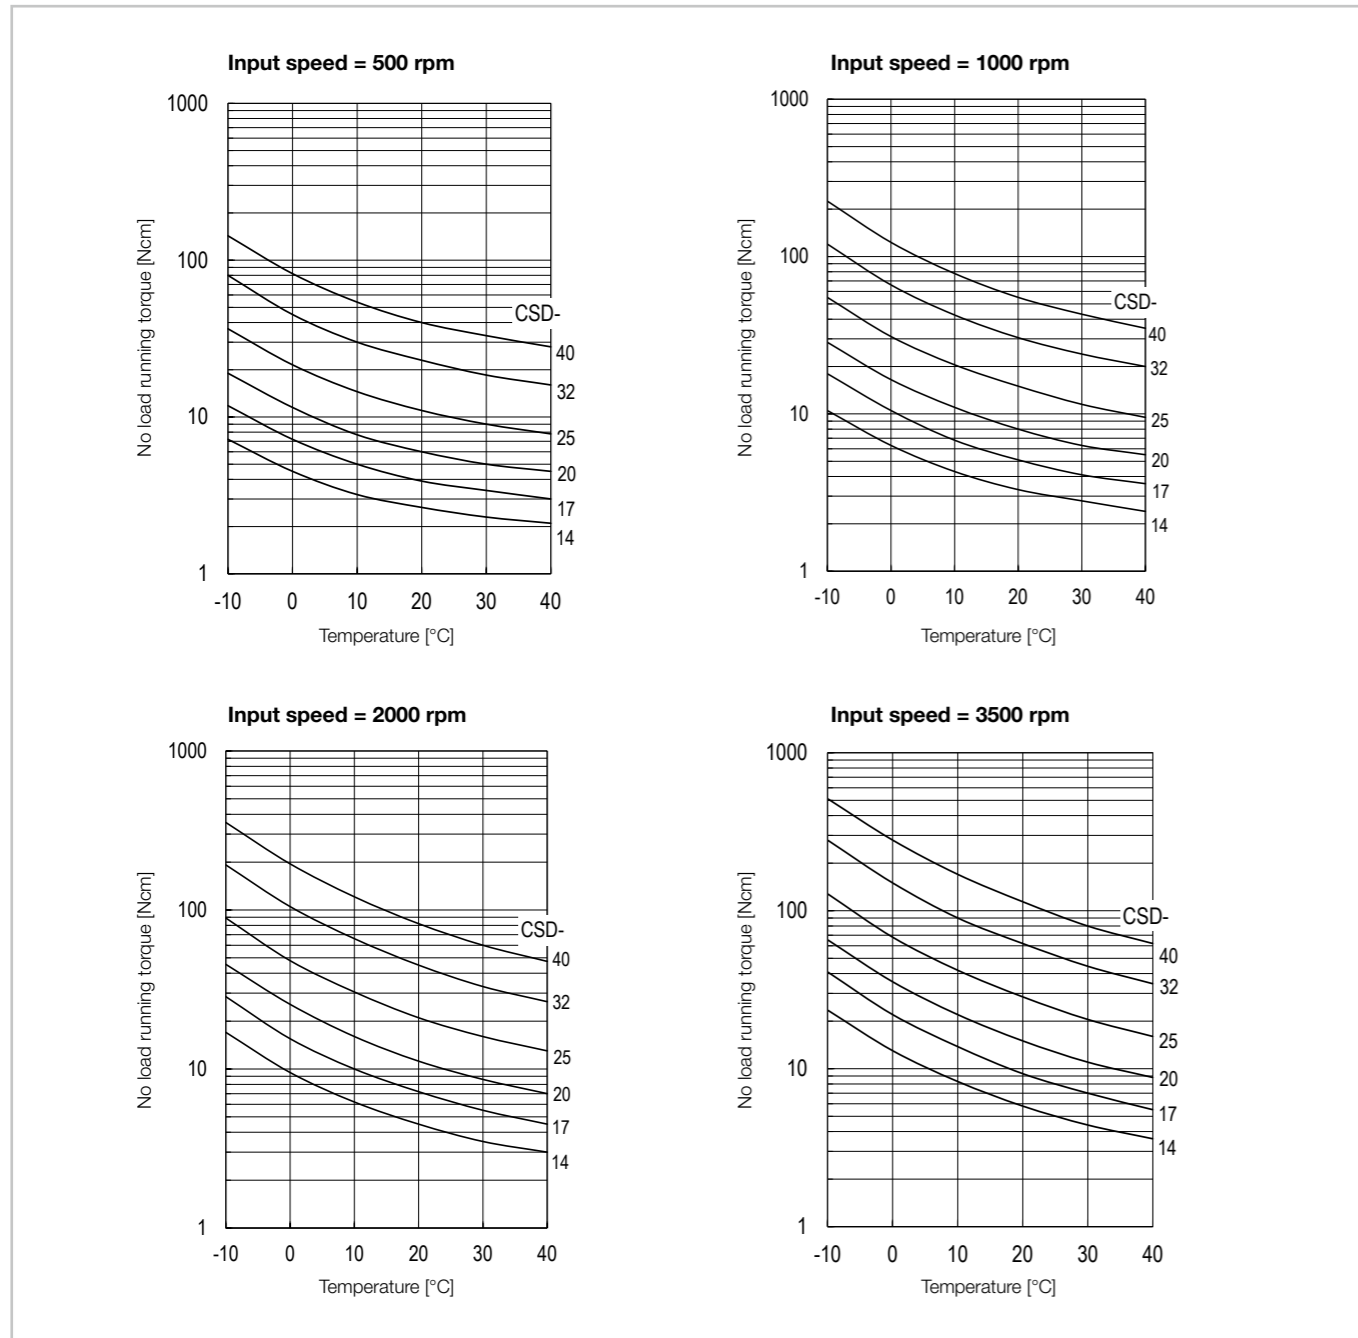 Input speed = 500 rpm
1000
100
10
1
No load running torque [Ncm]
CSD-
40
32
25
20
17
14
-10 0 10 20 30 40
Temperature [°C]
Input speed = 1000 rpm
1000
100
10
1
No load running torque [Ncm]
CSD-
40
32
25
20
17
14
-10 0 10 20 30 40
Temperature [°C]
Input speed = 2000 rpm
1000
100
10
1
No load running torque [Ncm]
CSD-
40
32
25
20
17
14
-10 0 10 20 30 40
Temperature [°C]
Input speed = 3500 rpm
1000
100
10
1
No load running torque [Ncm]
CSD-
40
32
25
20
17
14
-10 0 10 20 30 40
Temperature [°C]